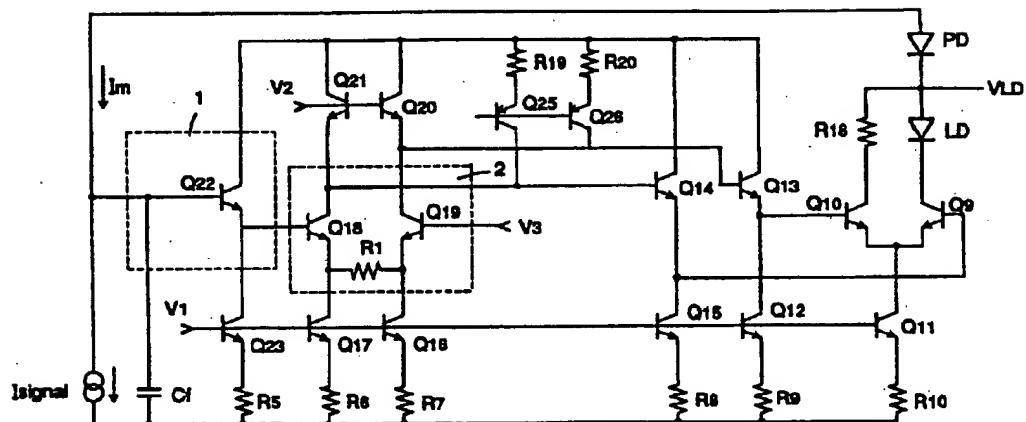 PD
Im
1
R19
R20
Q21
V2
Q20
Q25
Q26
VLD
LD
R18
2
Q22
Q14
Q13
Q10
Q9
Q18
Q19
V3
R1
V1
Q23
Q17
Q16
Q15
Q12
Q11
Isignal
Cf
R5
R6
R7
R8
R9
R10